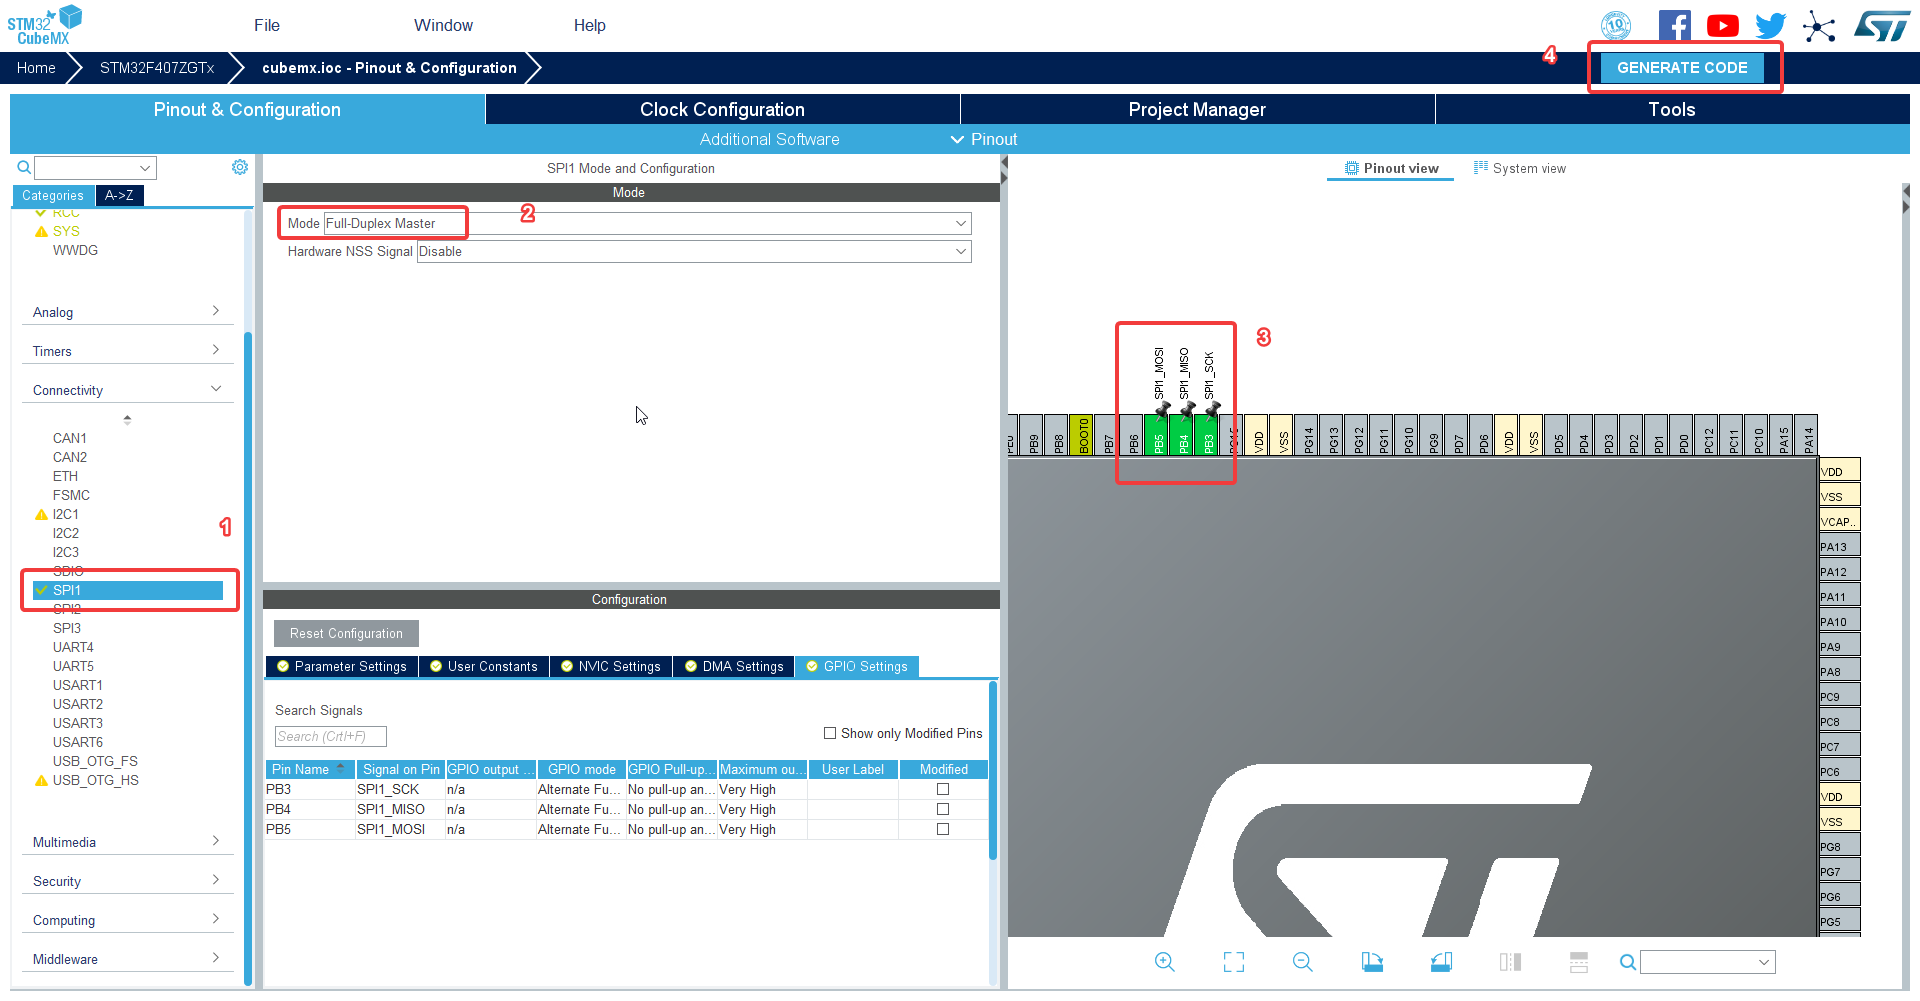 STM32
CubeMX
File
Window
Help
10
4
Home
STM32F407ZGTx
cubemx.ioc - Pinout & Configuration
GENERATE CODE
Pinout & Configuration
Clock Configuration
Project Manager
Tools
Additional Software
Pinout
Categories
A->Z
RCC
SYS
WWDG
Analog
Timers
Connectivity
CAN1
CAN2
ETH
FSMC
I2C1
I2C2
I2C3
SDIO
SPI1
SPI2
SPI3
UART4
UART5
USART1
USART2
USART3
USART6
USB_OTG_FS
USB_OTG_HS
Multimedia
Security
Computing
Middleware
1
SPI1 Mode and Configuration
Mode
Mode Full-Duplex Master
2
Hardware NSS Signal Disable
Configuration
Reset Configuration
Parameter Settings
User Constants
NVIC Settings
DMA Settings
GPIO Settings
Search Signals
Search (Crtl+F)
Show only Modified Pins
Pin Name Signal on Pin GPIO output ... GPIO mode GPIO Pull-up... Maximum ou... User Label Modified
PB3 SPI1_SCK n/a Alternate Fu... No pull-up an... Very High
PB4 SPI1_MISO n/a Alternate Fu... No pull-up an... Very High
PB5 SPI1_MOSI n/a Alternate Fu... No pull-up an... Very High
Pinout view
System view
3
SPI1_MOSI
SPI1_MISO
SPI1_SCK
PB9
PB8
BOOT0
PB7
PB6
PB5
PB4
PB3
VDD
VSS
PG14
PG13
PG12
PG11
PG10
PG9
PD7
PD6
VDD
VSS
PD5
PD4
PD3
PD2
PD1
PD0
PC12
PC11
PC10
PA15
PA14
VDD
VSS
VCAP..
PA13
PA12
PA11
PA10
PA9
PA8
PC9
PC8
PC7
PC6
VDD
VSS
PG8
PG7
PG6
PG5